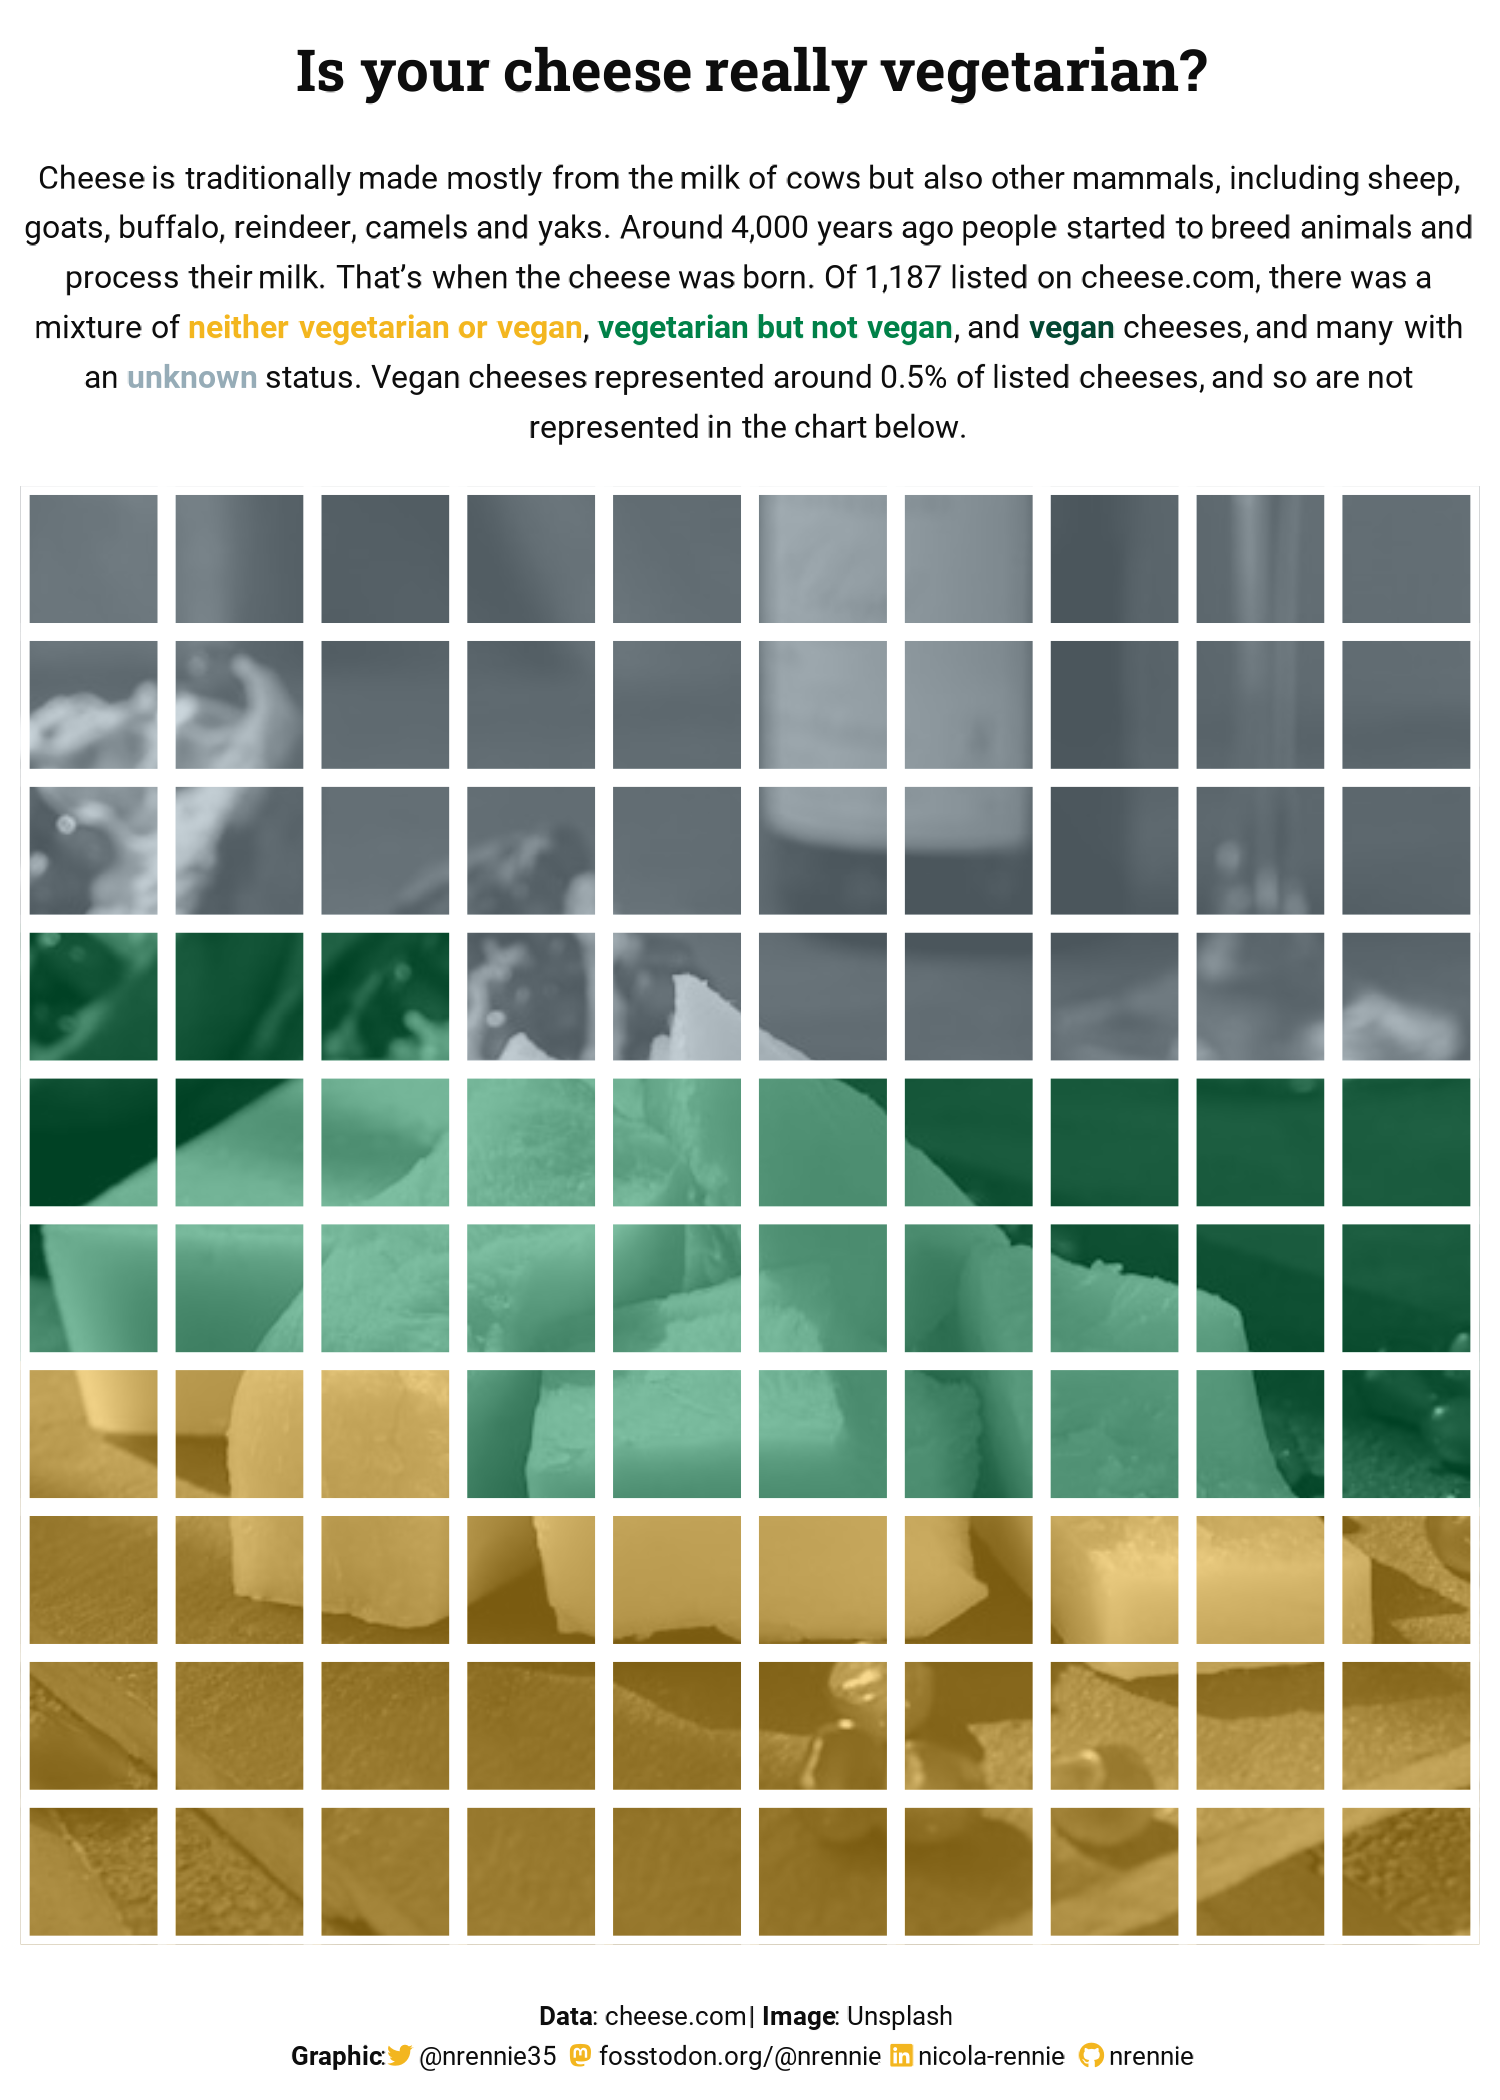 Is your cheese really vegetarian?
Cheese is traditionally made mostly from the milk of cows but also other mammals, including sheep,
goats, buffalo, reindeer, camels and yaks. Around 4,000 years ago people started to breed animals and
process their milk. That’s when the cheese was born. Of 1,187 listed on cheese.com, there was a
mixture of neither vegetarian or vegan, vegetarian but not vegan, and vegan cheeses, and many with
an unknown status. Vegan cheeses represented around 0.5% of listed cheeses, and so are not
represented in the chart below.
Data: cheese.com| Image: Unsplash
Graphic: @nrennie35 fosstodon.org/@nrennie nicola-rennie nrennie